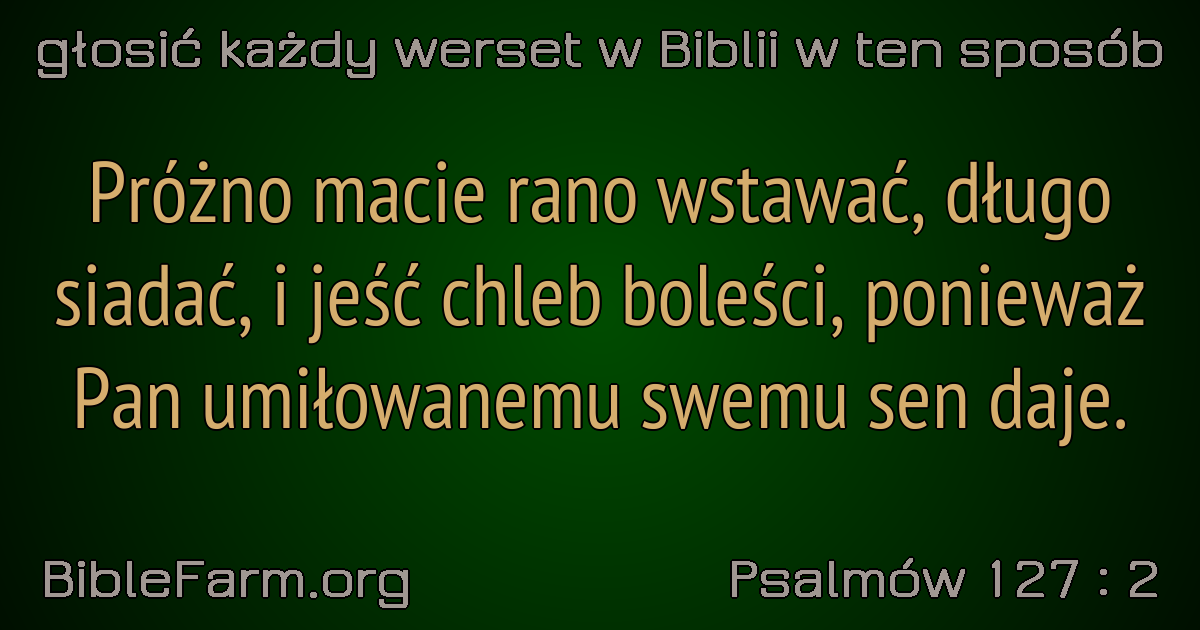 głosić każdy werset w Biblii w ten sposób
Próżno macie rano wstawać, długo
siadać, i jeść chleb boleści, ponieważ
Pan umiłowanemu swemu sen daje.
BibleFarm.org
Psalmów 127 : 2